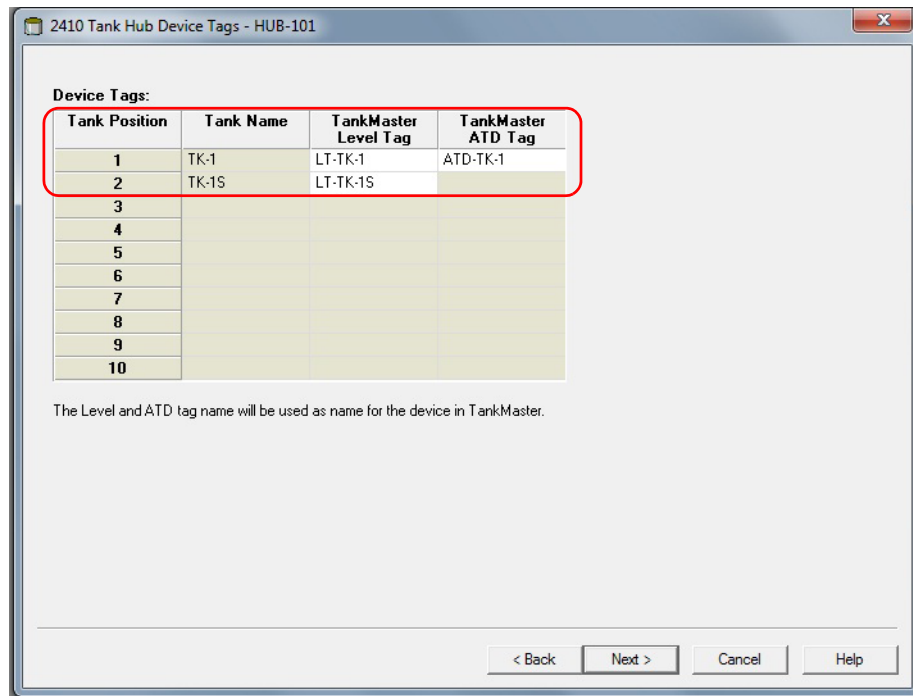 2410 Tank Hub Device Tags - HUB-101
Device Tags:
Tank Position Tank Name TankMaster Level Tag TankMaster ATD Tag
1 TK-1 LT-TK-1 ATD-TK-1
2 TK-1S LT-TK-1S
3
4
5
6
7
8
9
10
The Level and ATD tag name will be used as name for the device in TankMaster.
< Back Next > Cancel Help